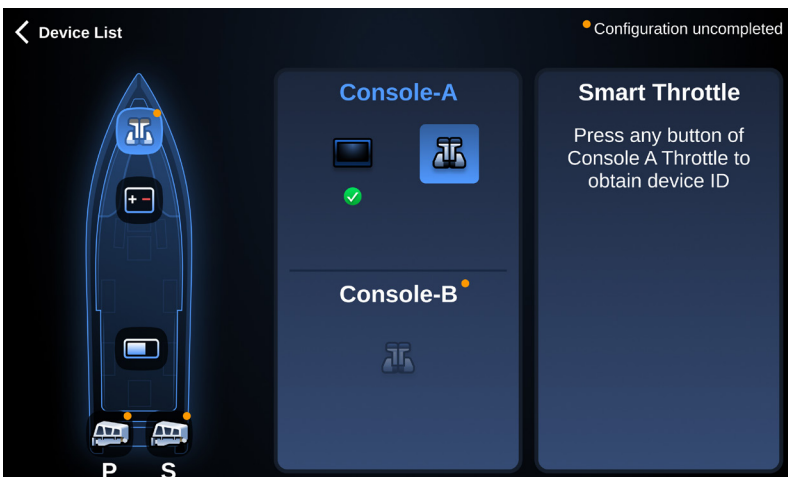 Device List
Configuration uncompleted
Console-A
Console-B
Smart Throttle
Press any button of
Console A Throttle to
obtain device ID
P S